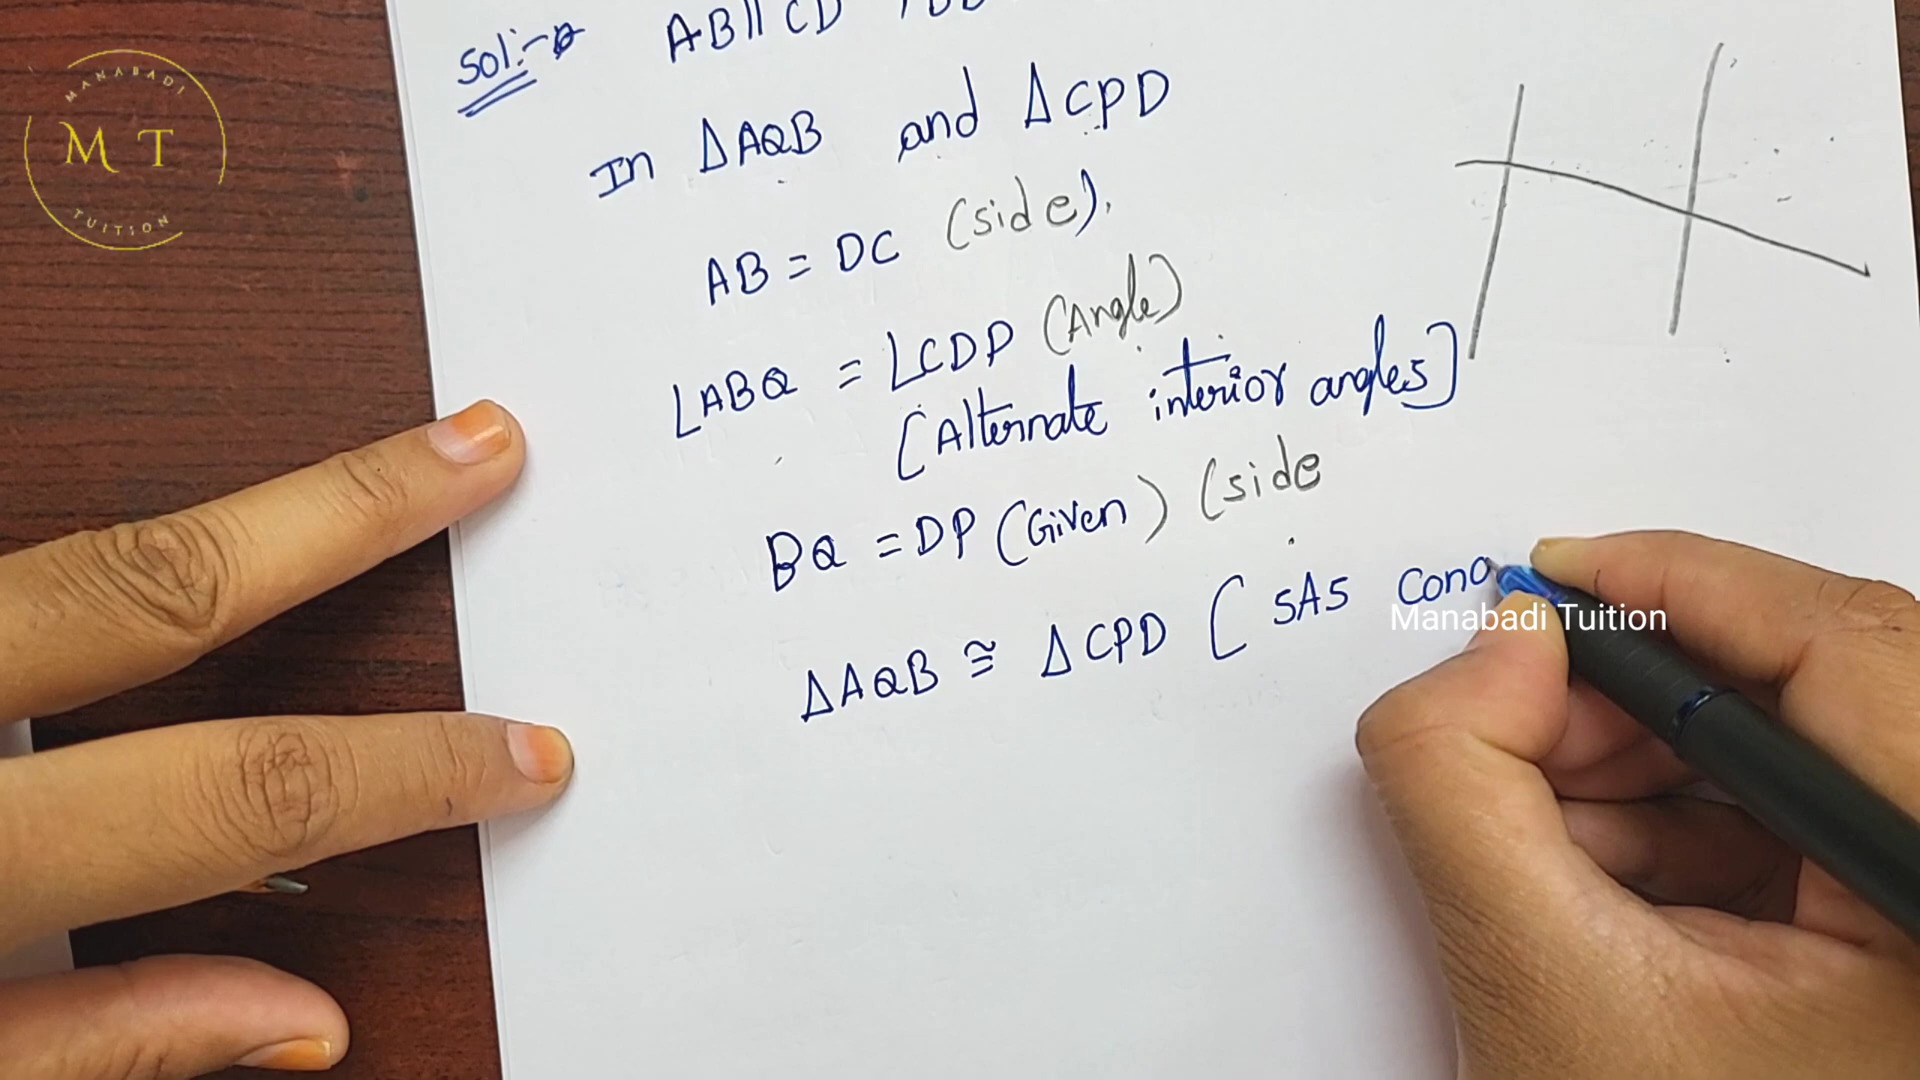 MANABADI
M T
TUITION
Sol:- AB || CD
In ΔAQB and ΔCPD
AB = DC (side).
∠ABQ = ∠CDP (Angle)
[Alternate interior angles]
BQ = DP (Given) (side
ΔAQB ≅ ΔCPD [ SAS Cong
Manabadi Tuition